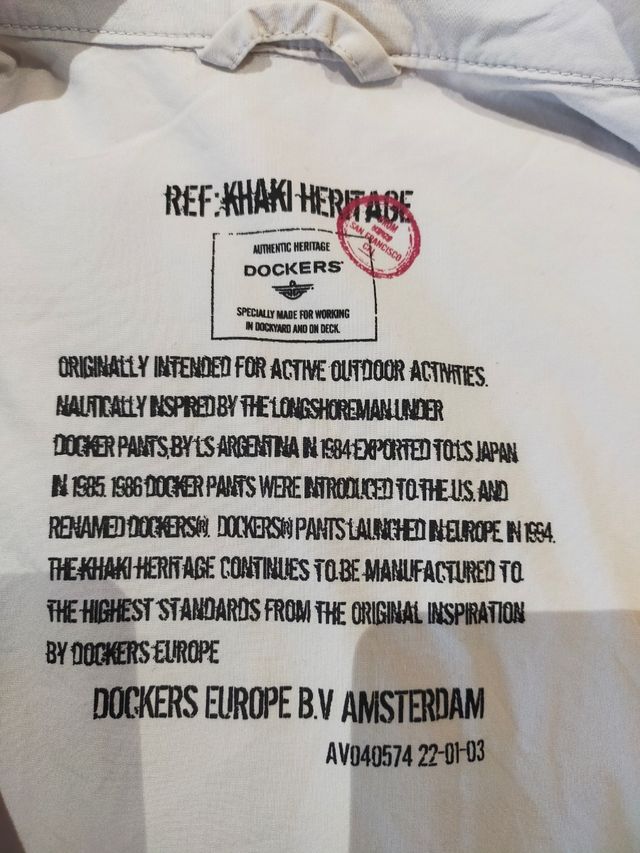 REF: KHAKI HERITAGE
FROM
SAN FRANCISCO
CAL
AUTHENTIC HERITAGE
DOCKERS®
SPECIALLY MADE FOR WORKING
IN DOCKYARD AND ON DECK.
ORIGINALLY INTENDED FOR ACTIVE OUTDOOR ACTIVITIES.
NAUTICALLY INSPIRED BY THE LONGSHOREMAN UNDER
DOCKER PANTS, BY LS ARGENTINA IN 1984 EXPORTED TO LS JAPAN
IN 1985. 1986 DOCKER PANTS WERE INTRODUCED TO THE U.S. AND
RENAMED DOCKERS®. DOCKERS® PANTS LAUNCHED IN EUROPE IN 1994.
THE KHAKI HERITAGE CONTINUES TO BE MANUFACTURED TO
THE HIGHEST STANDARDS FROM THE ORIGINAL INSPIRATION
BY DOCKERS EUROPE
DOCKERS EUROPE B.V AMSTERDAM
AV040574 22-01-03